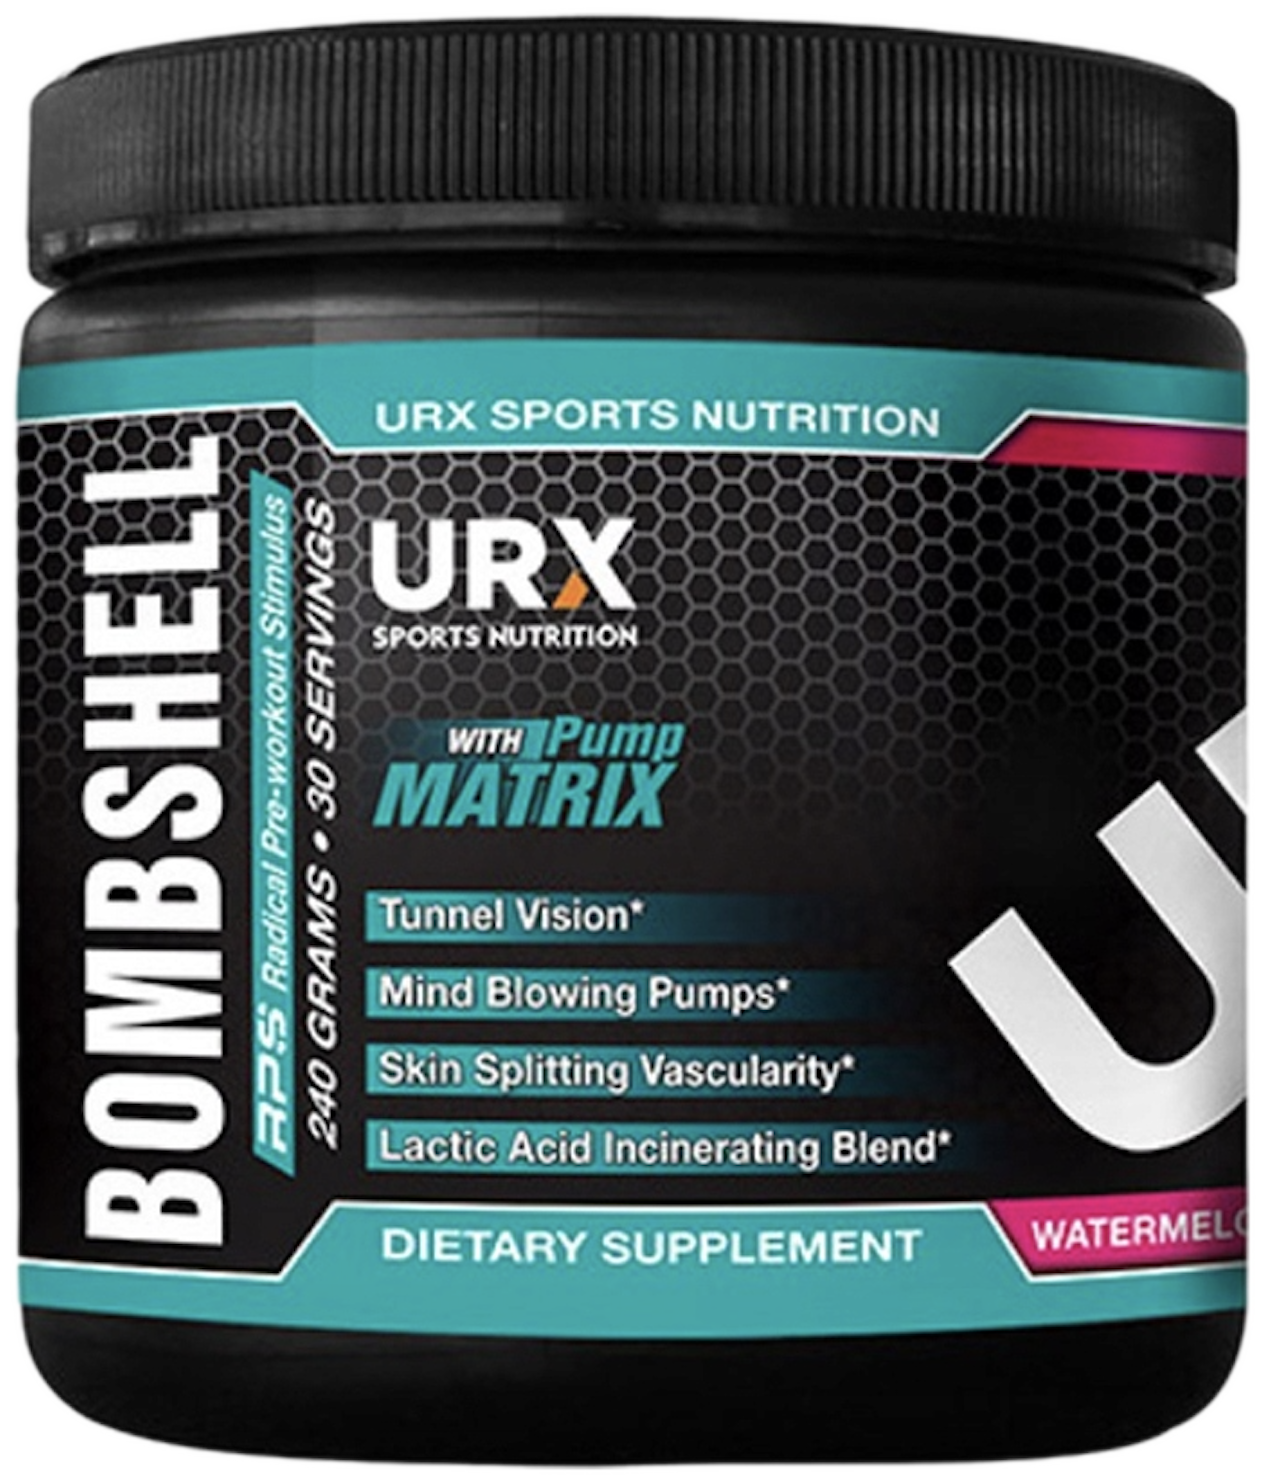 URX SPORTS NUTRITION
BOMBSHELL
RPS Radical Pre-workout Stimulus
240 GRAMS • 30 SERVINGS
URX
SPORTS NUTRITION
WITH Pump
MATRIX
Tunnel Vision*
Mind Blowing Pumps*
Skin Splitting Vascularity*
Lactic Acid Incinerating Blend*
DIETARY SUPPLEMENT